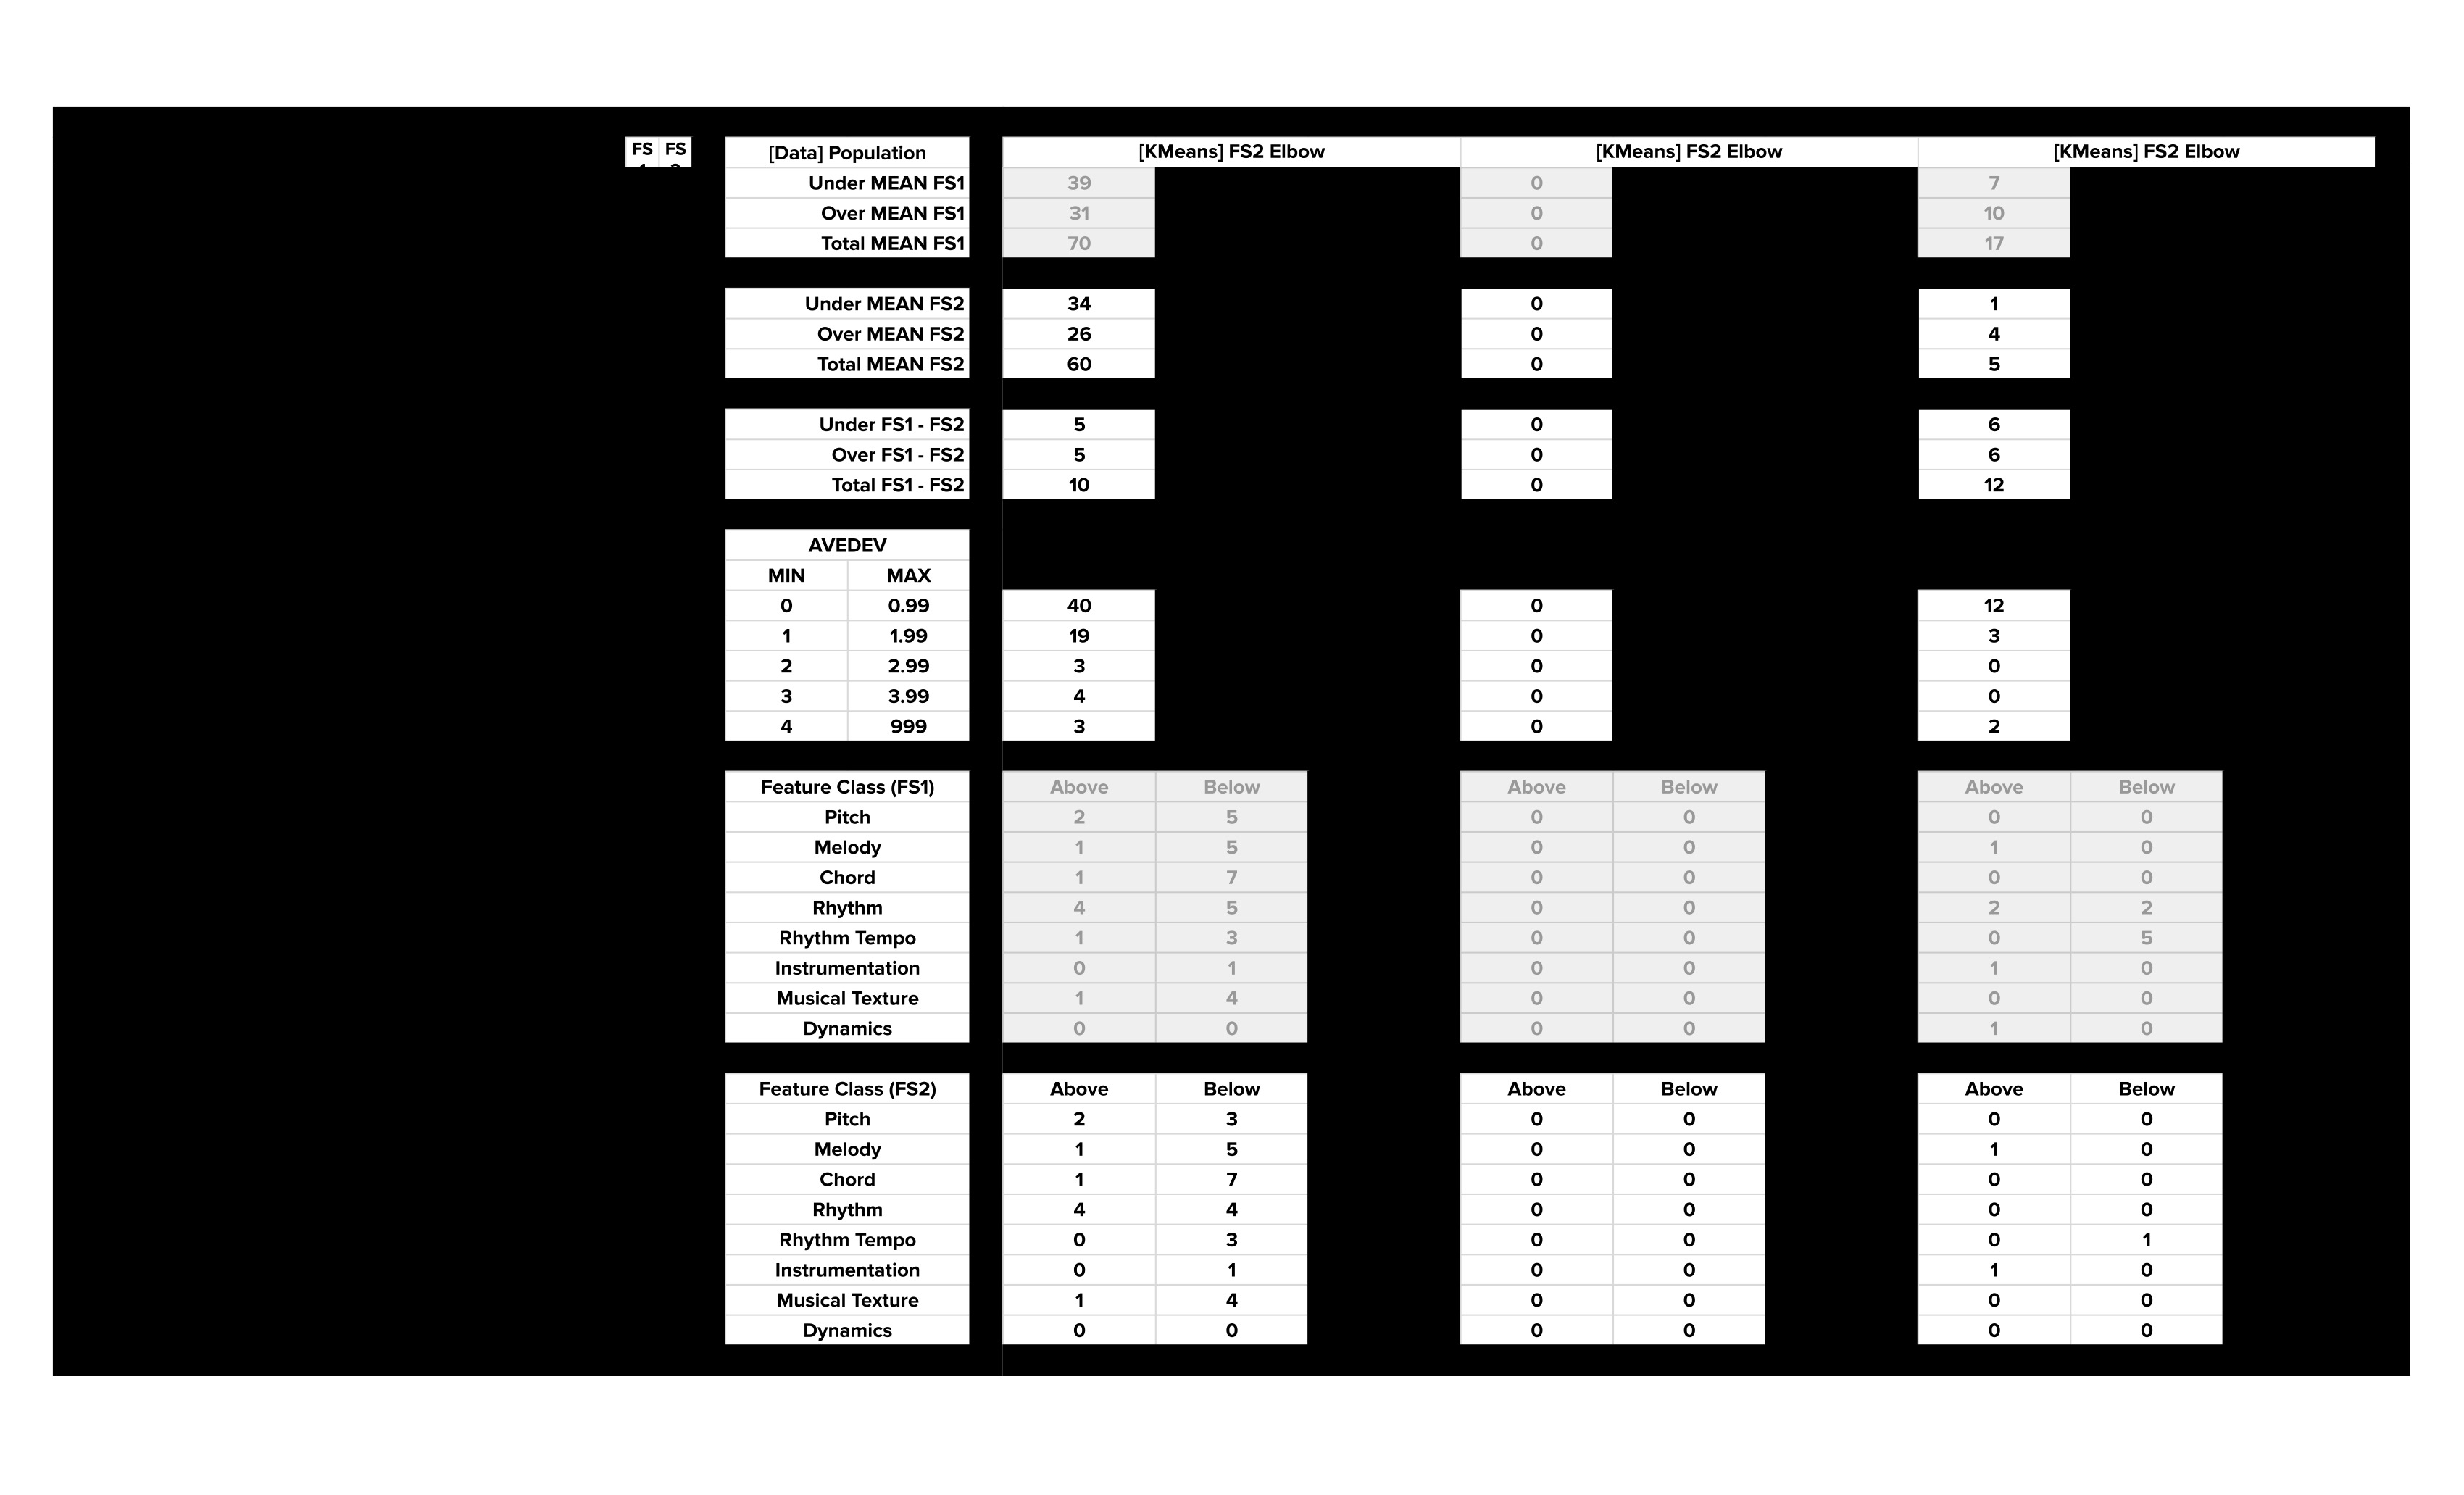 FS FS [Data] Population [KMeans] FS2 Elbow [KMeans] FS2 Elbow [KMeans] FS2 Elbow
Under MEAN FS1 39 0 7
Over MEAN FS1 31 0 10
Total MEAN FS1 70 0 17
Under MEAN FS2 34 0 1
Over MEAN FS2 26 0 4
Total MEAN FS2 60 0 5
Under FS1 - FS2 5 0 6
Over FS1 - FS2 5 0 6
Total FS1 - FS2 10 0 12
AVEDEV
MIN MAX
0 0.99 40 0 12
1 1.99 19 0 3
2 2.99 3 0 0
3 3.99 4 0 0
4 999 3 0 2
Feature Class (FS1) Above Below Above Below Above Below
Pitch 2 5 0 0 0 0
Melody 1 5 0 0 1 0
Chord 1 7 0 0 0 0
Rhythm 4 5 0 0 2 2
Rhythm Tempo 1 3 0 0 0 5
Instrumentation 0 1 0 0 1 0
Musical Texture 1 4 0 0 0 0
Dynamics 0 0 0 0 1 0
Feature Class (FS2) Above Below Above Below Above Below
Pitch 2 3 0 0 0 0
Melody 1 5 0 0 1 0
Chord 1 7 0 0 0 0
Rhythm 4 4 0 0 0 0
Rhythm Tempo 0 3 0 0 0 1
Instrumentation 0 1 0 0 1 0
Musical Texture 1 4 0 0 0 0
Dynamics 0 0 0 0 0 0